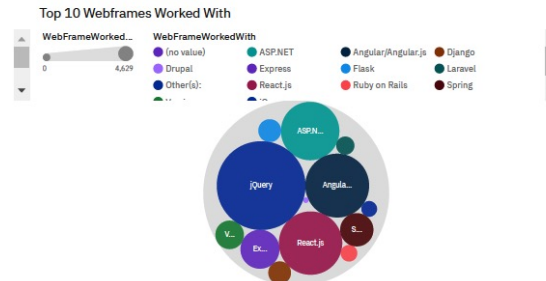 Top 10 Webframes Worked With
WebFrameWorked... WebFrameWorkedWith
0 4,629
(no value) ASP.NET Angular/Angular.js Django
Drupal Express Flask Laravel
Other(s): React.js Ruby on Rails Spring
ASP.N...
jQuery Angula...
V... S...
Ex... React.js